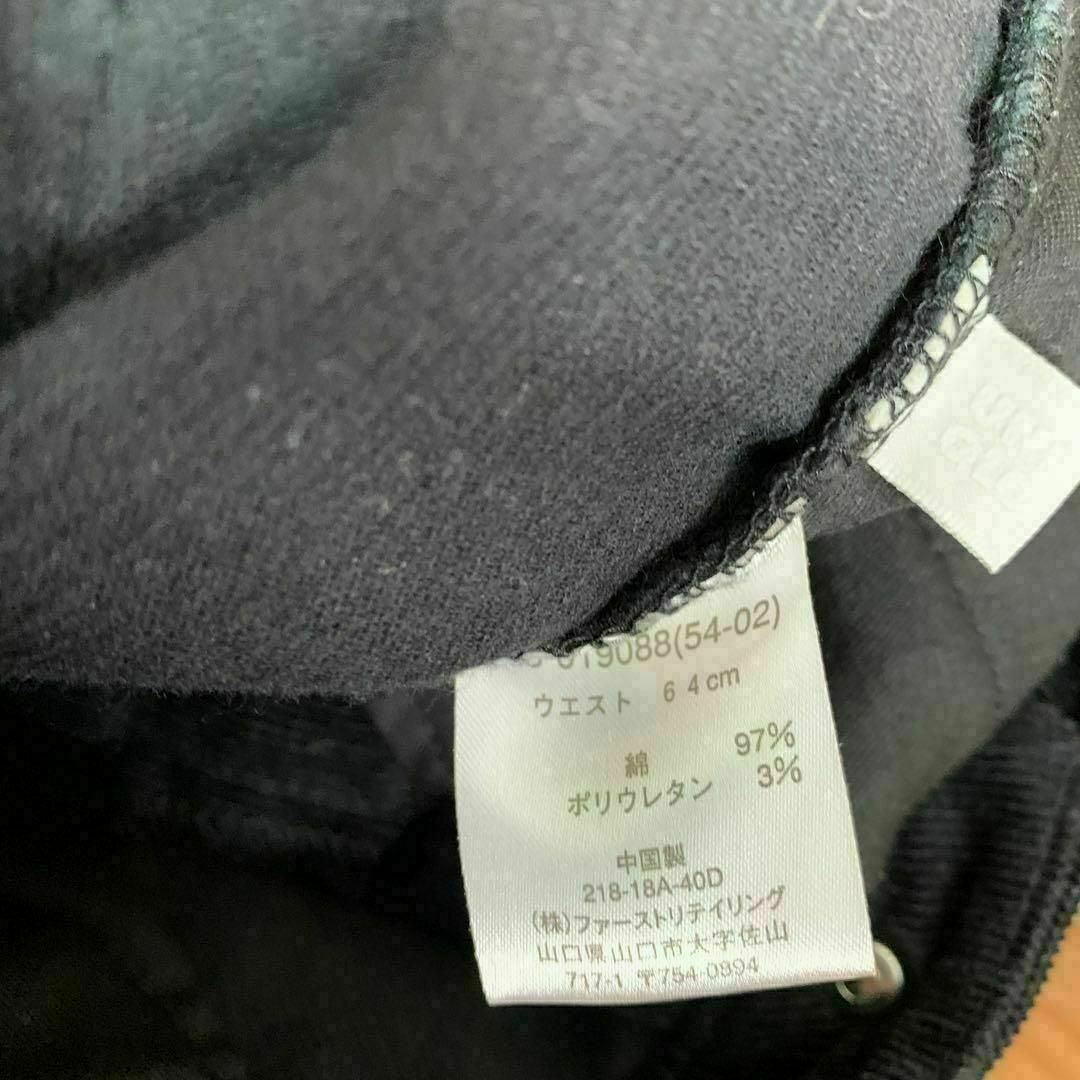 019088(54-02)
ウエスト 64cm
綿 97%
ポリウレタン 3%
中国製
218-18A-40D
(株)ファーストリテイリング
山口県山口市大字佐山
717-1 〒754-0894